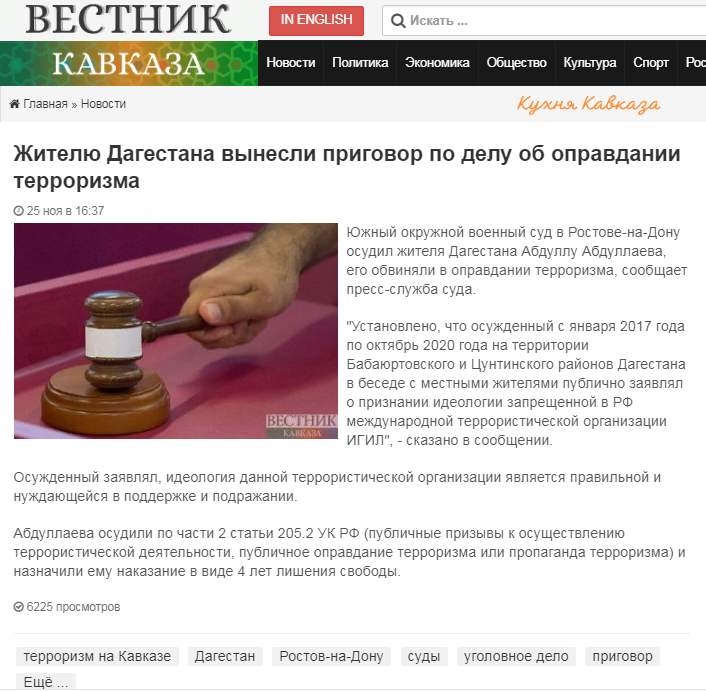 ВЕСТНИК
КАВКАЗА
IN ENGLISH
Искать ...
Новости Политика Экономика Общество Культура Спорт Рос
Главная » Новости
Кухня Кавказа
Жителю Дагестана вынесли приговор по делу об оправдании
терроризма
25 ноя в 16:37
Южный окружной военный суд в Ростове-на-Дону
осудил жителя Дагестана Абдуллу Абдуллаева,
его обвиняли в оправдании терроризма, сообщает
пресс-служба суда.
"Установлено, что осужденный с января 2017 года
по октябрь 2020 года на территории
Бабаюртовского и Цунтинского районов Дагестана
в беседе с местными жителями публично заявлял
о признании идеологии запрещенной в РФ
международной террористической организации
ИГИЛ", - сказано в сообщении.
ВЕСТНИК
КАВКАЗА
Осужденный заявлял, идеология данной террористической организации является правильной и
нуждающейся в поддержке и подражании.
Абдуллаева осудили по части 2 статьи 205.2 УК РФ (публичные призывы к осуществлению
террористической деятельности, публичное оправдание терроризма или пропаганда терроризма) и
назначили ему наказание в виде 4 лет лишения свободы.
6225 просмотров
терроризм на Кавказе Дагестан Ростов-на-Дону суды уголовное дело приговор
Ещё ...